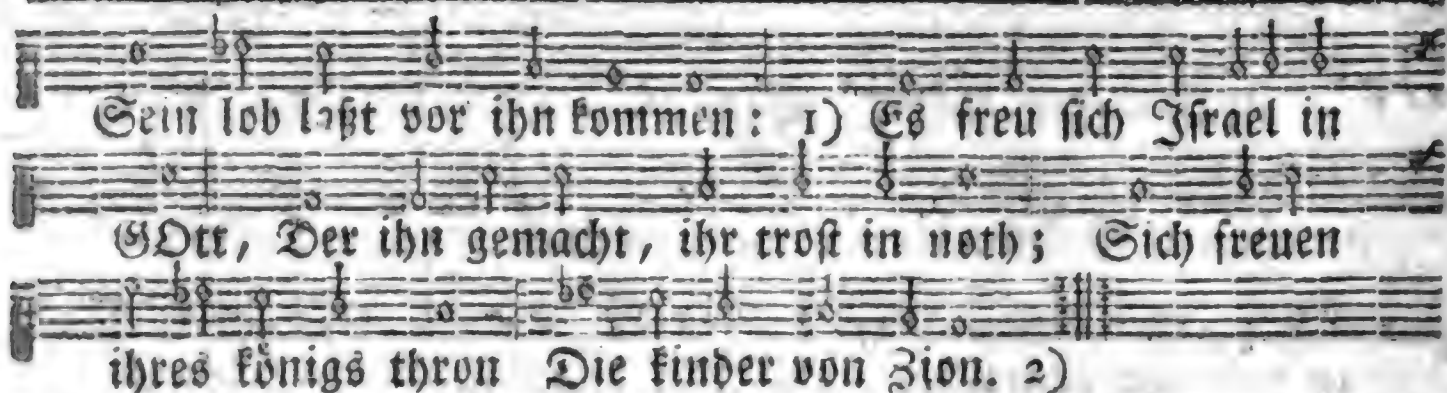 Sein lob laßt vor ihn kommen: 1) Es freu sich Israel in
GOtt, Der ihn gemacht, ihr trost in noth; Sich freuen
ihres königs thron Die kinder von Zion. 2)